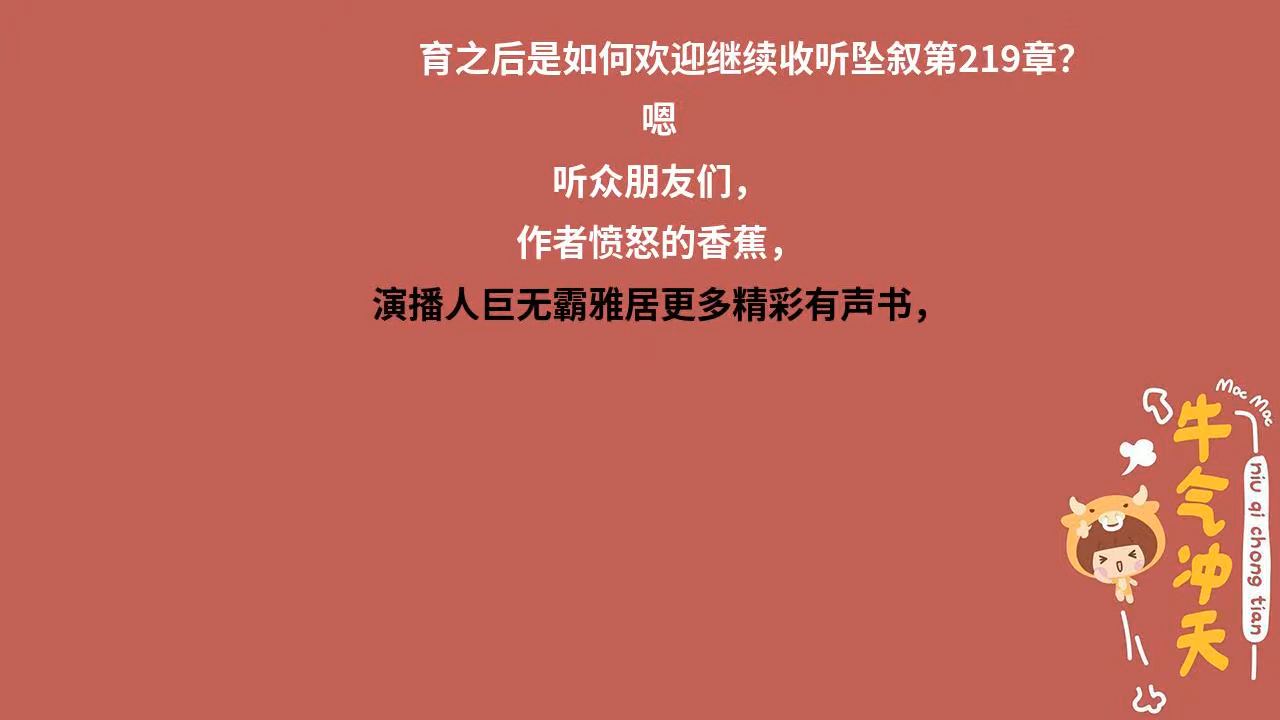 育之后是如何欢迎继续收听坠叙第219章?
嗯
听众朋友们，
作者愤怒的香蕉，
演播人巨无霸雅居更多精彩有声书，
Moc Moc
牛气冲天
niu qi chong tian